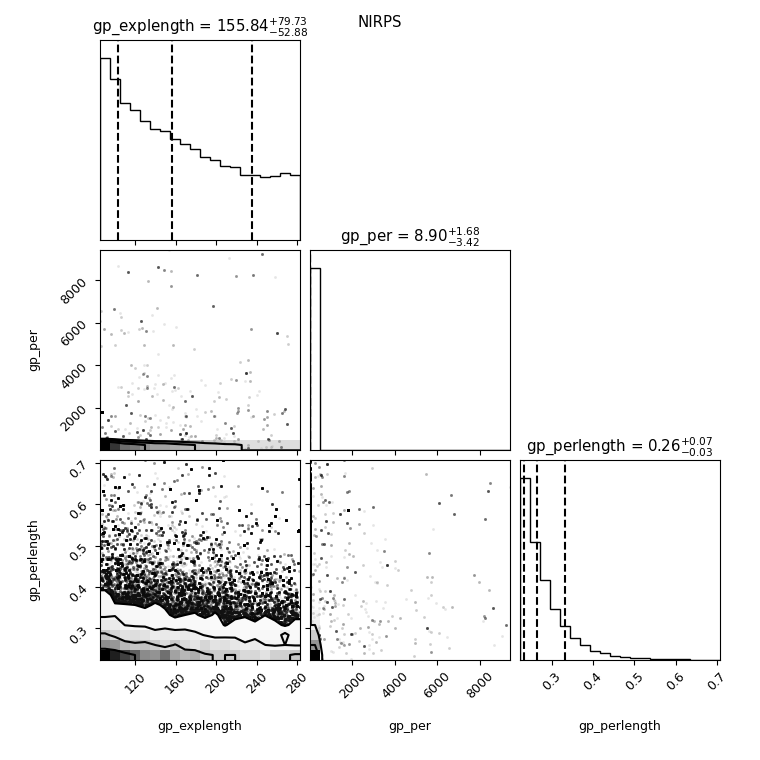 NIRPS
gp_explength = 155.84 +79.73 −52.88
gp_per = 8.90 +1.68 −3.42
8000
6000
4000
2000
gp_per
gp_perlength = 0.26 +0.07 −0.03
0.7
0.6
0.5
0.4
0.3
gp_perlength
120 160 200 240 280
2000 4000 6000 8000
0.3 0.4 0.5 0.6 0.7
gp_explength
gp_per
gp_perlength